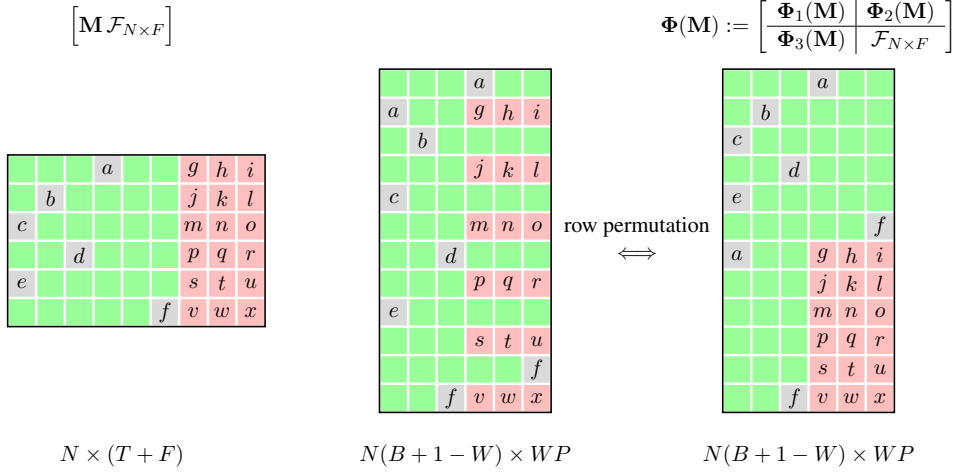 [M 𝓕_{N×F}]
Φ(M) := [ Φ₁(M) | Φ₂(M)
Φ₃(M) | 𝓕_{N×F} ]
a g h i
b j k l
c m n o
d p q r
e s t u
f v w x
a
a g h i
b
j k l
c
m n o
d
p q r
e
s t u
f
f v w x
row permutation
⟺
a
b
c
d
e
f
a g h i
j k l
m n o
p q r
s t u
f v w x
N × (T + F)
N(B + 1 − W) × WP
N(B + 1 − W) × WP